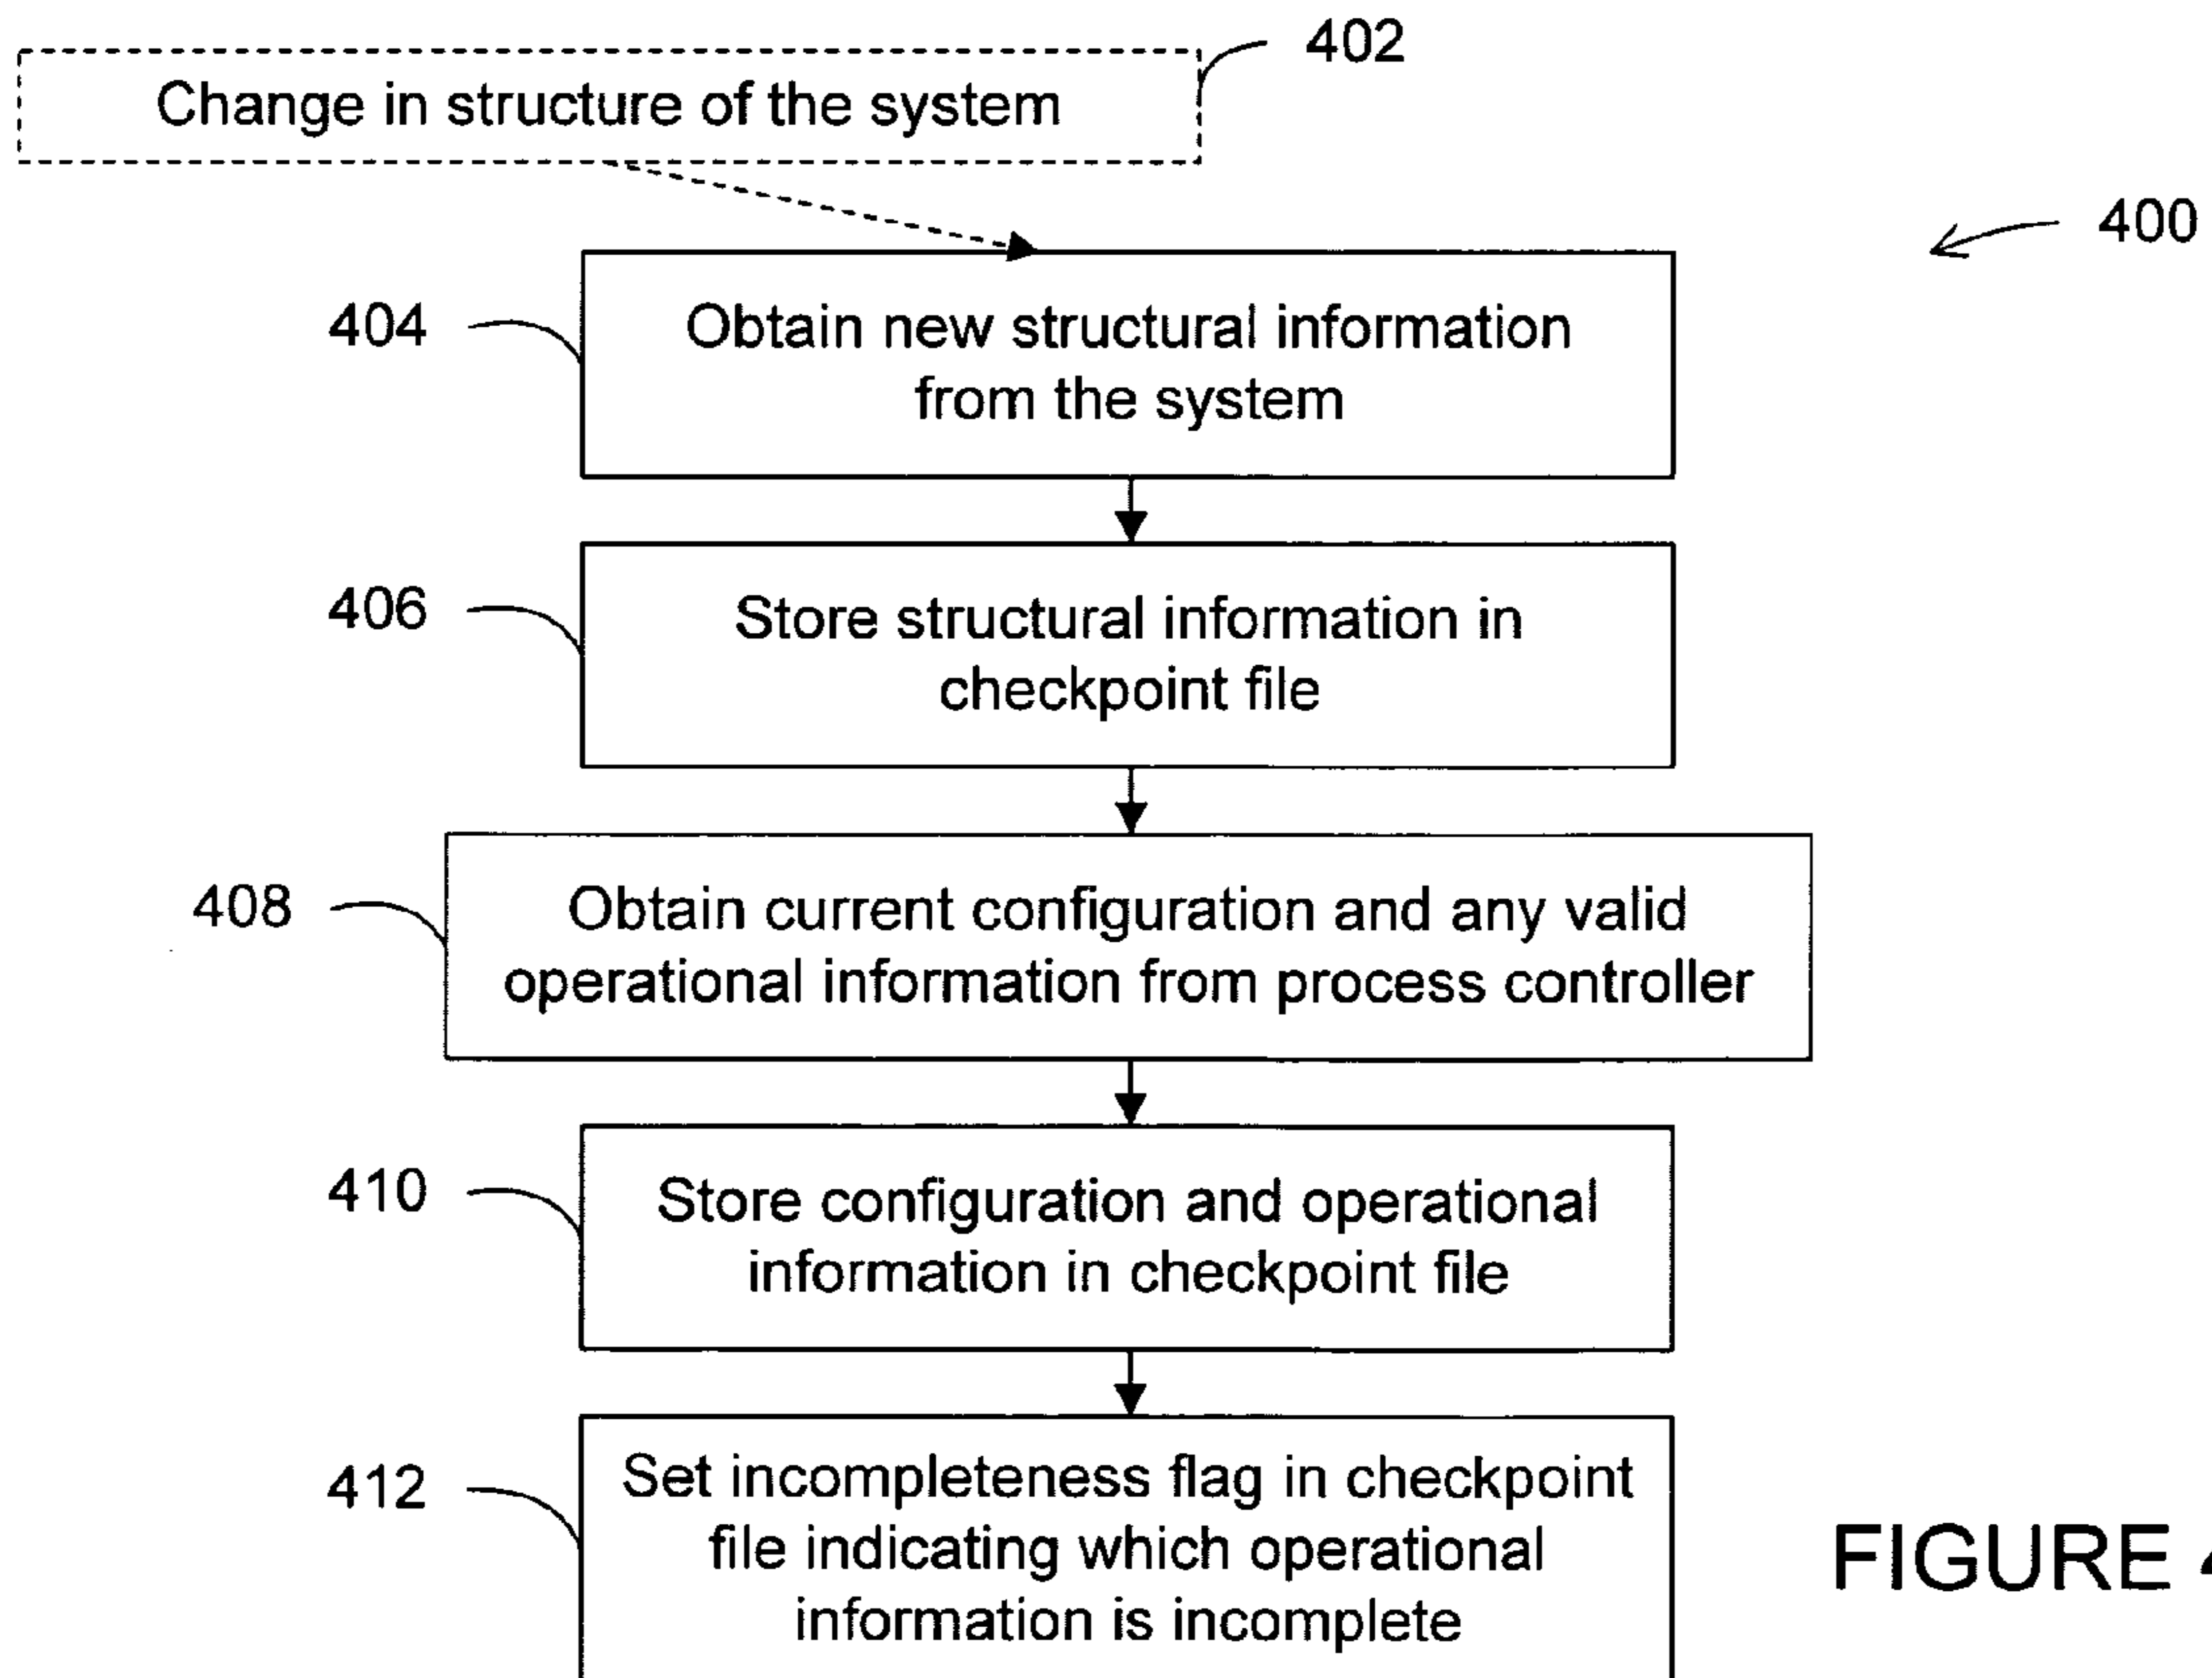 402
Change in structure of the system
400
404
Obtain new structural information
from the system
406
Store structural information in
checkpoint file
408
Obtain current configuration and any valid
operational information from process controller
410
Store configuration and operational
information in checkpoint file
412
Set incompleteness flag in checkpoint
file indicating which operational
information is incomplete
FIGURE 4